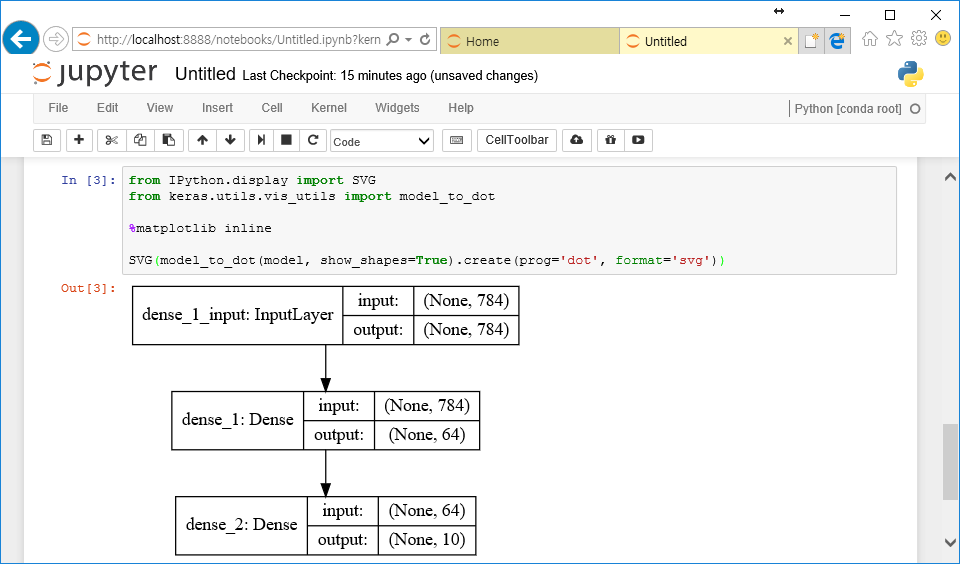 http://localhost:8888/notebooks/Untitled.ipynb?kern
Home
Untitled
jupyter Untitled Last Checkpoint: 15 minutes ago (unsaved changes)
File Edit View Insert Cell Kernel Widgets Help Python [conda root]
Code CellToolbar
In [3]: from IPython.display import SVG
from keras.utils.vis_utils import model_to_dot
%matplotlib inline
SVG(model_to_dot(model, show_shapes=True).create(prog='dot', format='svg'))
Out[3]:
dense_1_input: InputLayer
input: (None, 784)
output: (None, 784)
dense_1: Dense
input: (None, 784)
output: (None, 64)
dense_2: Dense
input: (None, 64)
output: (None, 10)